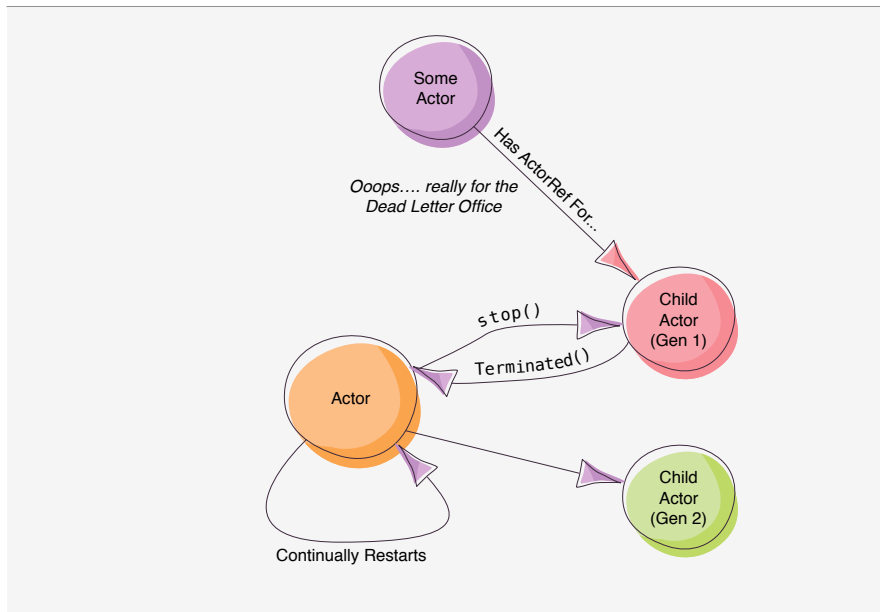 Some
Actor
Has ActorRef For...
Ooops.... really for the
Dead Letter Office
Child
Actor
(Gen 1)
stop()
Terminated()
Actor
Child
Actor
(Gen 2)
Continually Restarts